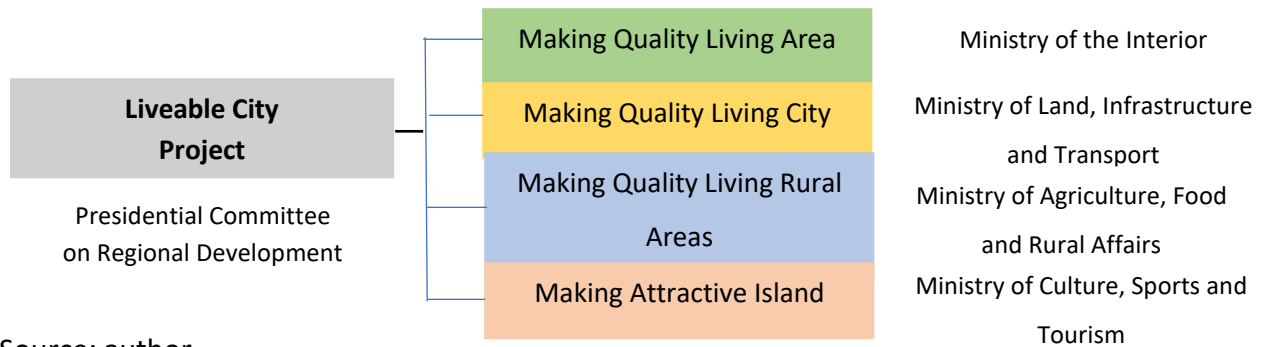 Liveable City
Project
Presidential Committee
on Regional Development
Making Quality Living Area
Ministry of the Interior
Making Quality Living City
Ministry of Land, Infrastructure
and Transport
Making Quality Living Rural
Areas
Ministry of Agriculture, Food
and Rural Affairs
Making Attractive Island
Ministry of Culture, Sports and
Tourism
Source: author